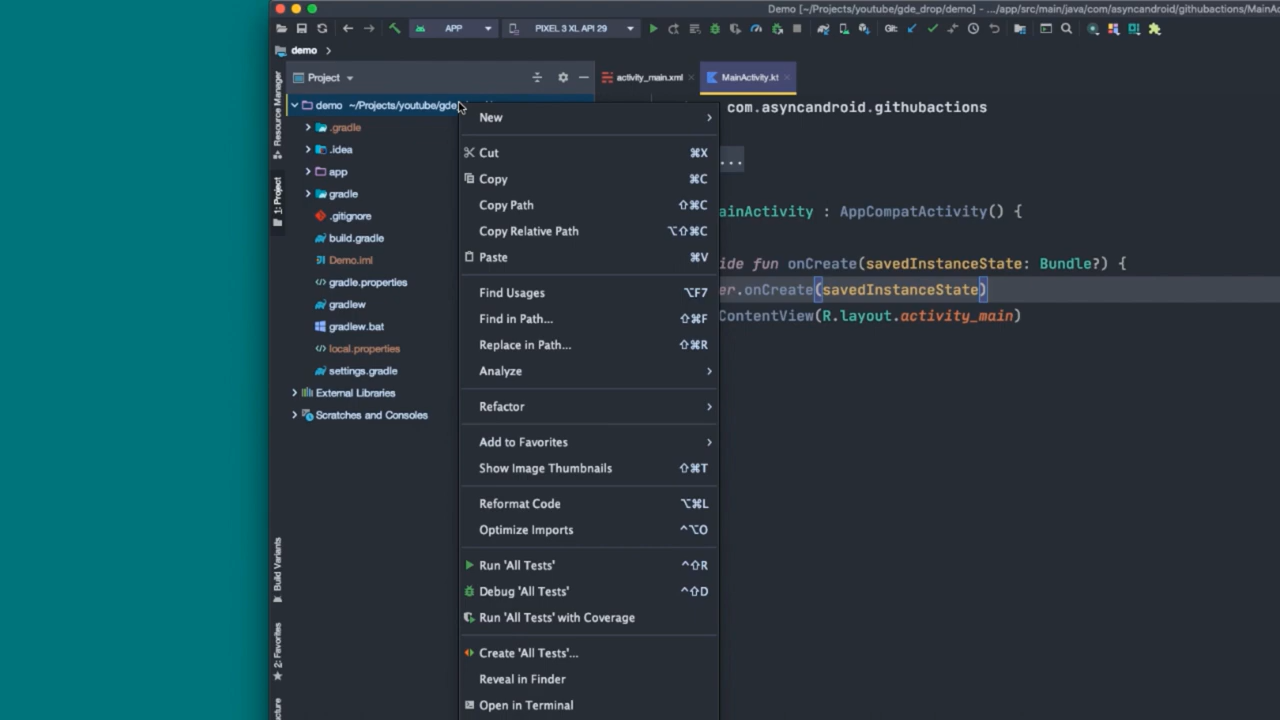 Demo [~/Projects/youtube/gde_drop/demo] – .../app/src/main/java/com/asyncandroid/githubactions/MainAc
APP PIXEL 3 XL API 29 Git:
demo
Project activity_main.xml MainActivity.kt
Resource Manager
1: Project
Build Variants
2: Favorites
demo ~/Projects/youtube/gde
.gradle
.idea
app
gradle
.gitignore
build.gradle
Demo.iml
gradle.properties
gradlew
gradlew.bat
local.properties
settings.gradle
External Libraries
Scratches and Consoles
New
Cut ⌘X
Copy ⌘C
Copy Path ⇧⌘C
Copy Relative Path ⌥⇧⌘C
Paste ⌘V
Find Usages ⌥F7
Find in Path... ⇧⌘F
Replace in Path... ⇧⌘R
Analyze
Refactor
Add to Favorites
Show Image Thumbnails ⇧⌘T
Reformat Code ⌥⌘L
Optimize Imports ^⌥O
Run 'All Tests' ^⇧R
Debug 'All Tests' ^⇧D
Run 'All Tests' with Coverage
Create 'All Tests'...
Reveal in Finder
Open in Terminal
com.asyncandroid.githubactions
...
ainActivity : AppCompatActivity() {
ide fun onCreate(savedInstanceState: Bundle?) {
er.onCreate(savedInstanceState)
ContentView(R.layout.activity_main)